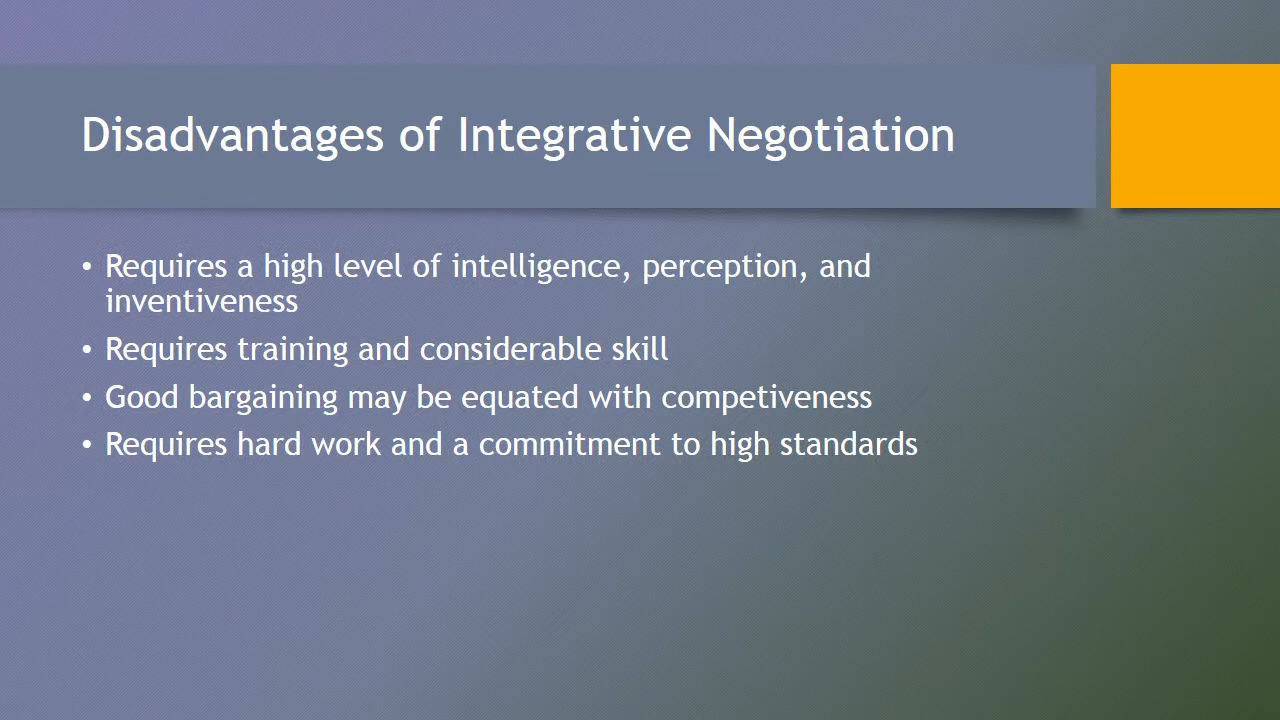 Disadvantages of Integrative Negotiation
• Requires a high level of intelligence, perception, and
inventiveness
• Requires training and considerable skill
• Good bargaining may be equated with competiveness
• Requires hard work and a commitment to high standards